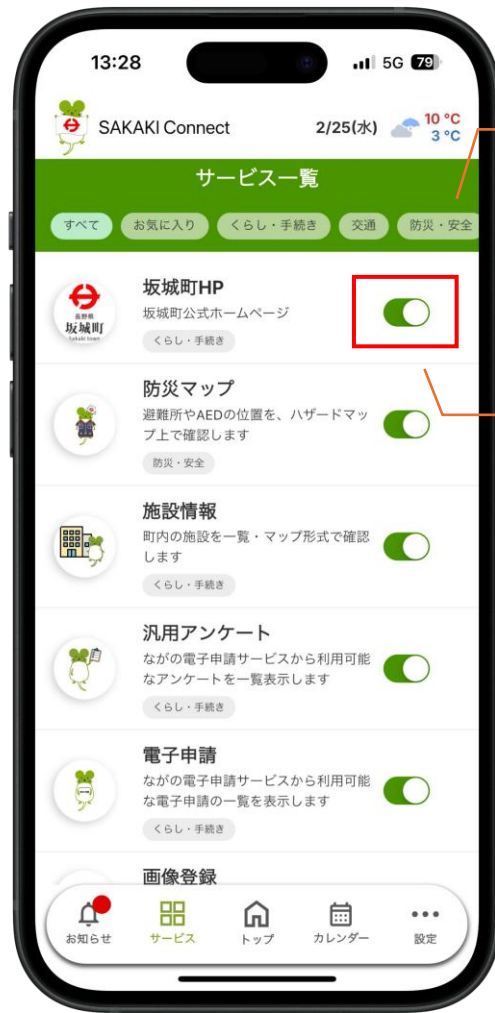 13:28
5G 79
SAKAKI Connect
2/25(水)
10 °C
3 °C
サービス一覧
すべて
お気に入り
くらし・手続き
交通
防災・安全
長野県
坂城町
Sakaki town
坂城町HP
坂城町公式ホームページ
くらし・手続き
防災マップ
避難所やAEDの位置を、ハザードマッ
プ上で確認します
防災・安全
施設情報
町内の施設を一覧・マップ形式で確認
します
くらし・手続き
汎用アンケート
ながの電子申請サービスから利用可能
なアンケートを一覧表示します
くらし・手続き
電子申請
ながの電子申請サービスから利用可能
な電子申請の一覧を表示します
くらし・手続き
画像登録
お知らせ
サービス
トップ
カレンダー
設定